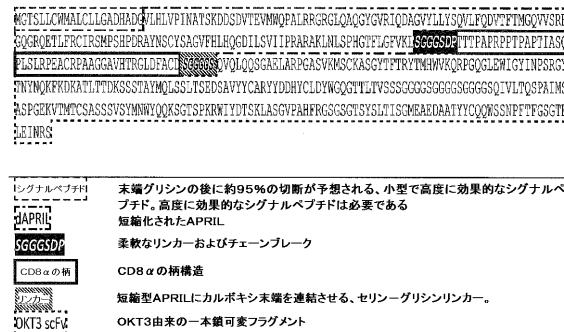 MGTSLLCWMALCLLGADHADGVLHLVPINATSKDDSDVTEVMWQPALRRGRGLQAQGYGVRIQDAGVYLLYSQVLFQDVTFTMGQVVSRE
GQGRQETLFRCIRSMPSHPDRAYNSCYSAGVFHLHQGDILSVIIPRARAKLNLSPHGTFLGFVKLSGGGSDPTTTPAPRPPTPAPTIASQ
PLSLRPEACRPAAGGAVHTRGLDFACTSGGGGSQVQLQQSGAELARPGASVKMSCKASGYTFTRYTMHWVKQRPGQGLEWIGYINPSRGY
TNYNQKFKDKATLTTDKSSSTAYMQLSSLTSEDSAVYYCARYYDDHYCLDYWGQGTTLTVSSSGGGGSGGGGSGGGGSQIVLTQSPAIMS
ASPGEKVTMTCSASSSVSYMNWYQQKSGTSPKRWIYDTSKLASGVPAHFRGSGSGTSYSLTISGMEAEDAATYYCQQWSSNPFTFGSGTK
LEINRS
シグナルペプチド 末端グリシンの後に約95%の切断が予想される、小型で高度に効果的なシグナルペ
プチド。高度に効果的なシグナルペプチドは必要である
dAPRIL 短縮化されたAPRIL
SGGGSDP 柔軟なリンカーおよびチェーンブレーク
CD8αの柄 CD8αの柄構造
リンカー 短縮型APRILにカルボキシ末端を連結させる、セリン−グリシンリンカー。
OKT3 scFv OKT3由来の一本鎖可変フラグメント